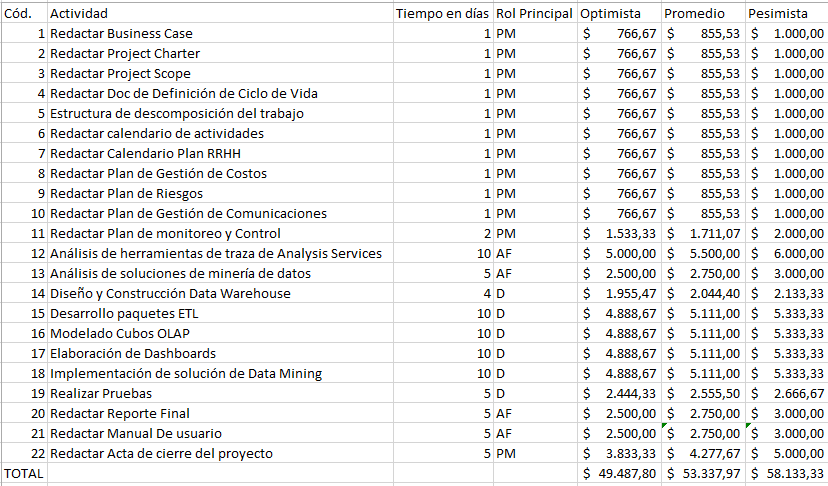 Cód. Actividad Tiempo en días Rol Principal Optimista Promedio Pesimista
1 Redactar Business Case 1 PM $ 766,67 $ 855,53 $ 1.000,00
2 Redactar Project Charter 1 PM $ 766,67 $ 855,53 $ 1.000,00
3 Redactar Project Scope 1 PM $ 766,67 $ 855,53 $ 1.000,00
4 Redactar Doc de Definición de Ciclo de Vida 1 PM $ 766,67 $ 855,53 $ 1.000,00
5 Estructura de descomposición del trabajo 1 PM $ 766,67 $ 855,53 $ 1.000,00
6 Redactar calendario de actividades 1 PM $ 766,67 $ 855,53 $ 1.000,00
7 Redactar Calendario Plan RRHH 1 PM $ 766,67 $ 855,53 $ 1.000,00
8 Redactar Plan de Gestión de Costos 1 PM $ 766,67 $ 855,53 $ 1.000,00
9 Redactar Plan de Riesgos 1 PM $ 766,67 $ 855,53 $ 1.000,00
10 Redactar Plan de Gestión de Comunicaciones 1 PM $ 766,67 $ 855,53 $ 1.000,00
11 Redactar Plan de monitoreo y Control 2 PM $ 1.533,33 $ 1.711,07 $ 2.000,00
12 Análisis de herramientas de traza de Analysis Services 10 AF $ 5.000,00 $ 5.500,00 $ 6.000,00
13 Análisis de soluciones de minería de datos 5 AF $ 2.500,00 $ 2.750,00 $ 3.000,00
14 Diseño y Construcción Data Warehouse 4 D $ 1.955,47 $ 2.044,40 $ 2.133,33
15 Desarrollo paquetes ETL 10 D $ 4.888,67 $ 5.111,00 $ 5.333,33
16 Modelado Cubos OLAP 10 D $ 4.888,67 $ 5.111,00 $ 5.333,33
17 Elaboración de Dashboards 10 D $ 4.888,67 $ 5.111,00 $ 5.333,33
18 Implementación de solución de Data Mining 10 D $ 4.888,67 $ 5.111,00 $ 5.333,33
19 Realizar Pruebas 5 D $ 2.444,33 $ 2.555,50 $ 2.666,67
20 Redactar Reporte Final 5 AF $ 2.500,00 $ 2.750,00 $ 3.000,00
21 Redactar Manual De usuario 5 AF $ 2.500,00 $ 2.750,00 $ 3.000,00
22 Redactar Acta de cierre del proyecto 5 PM $ 3.833,33 $ 4.277,67 $ 5.000,00
TOTAL $ 49.487,80 $ 53.337,97 $ 58.133,33